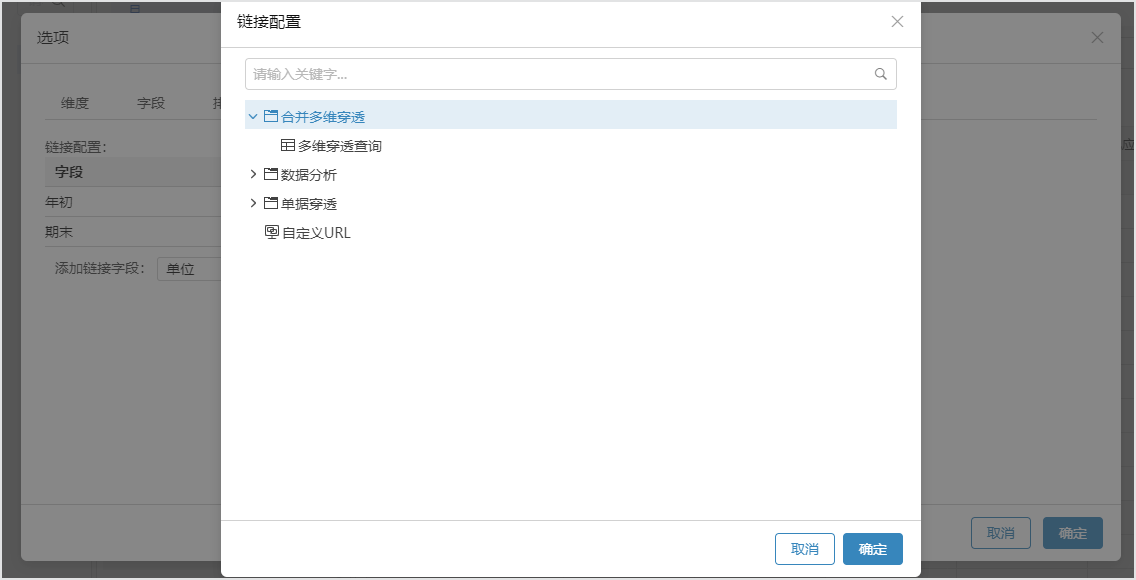 链接配置
选项
请输入关键字...
维度 字段
合并多维穿透
链接配置:
多维穿透查询
字段
数据分析
年初
单据穿透
期末
自定义URL
添加链接字段: 单位
取消 确定
取消 确定